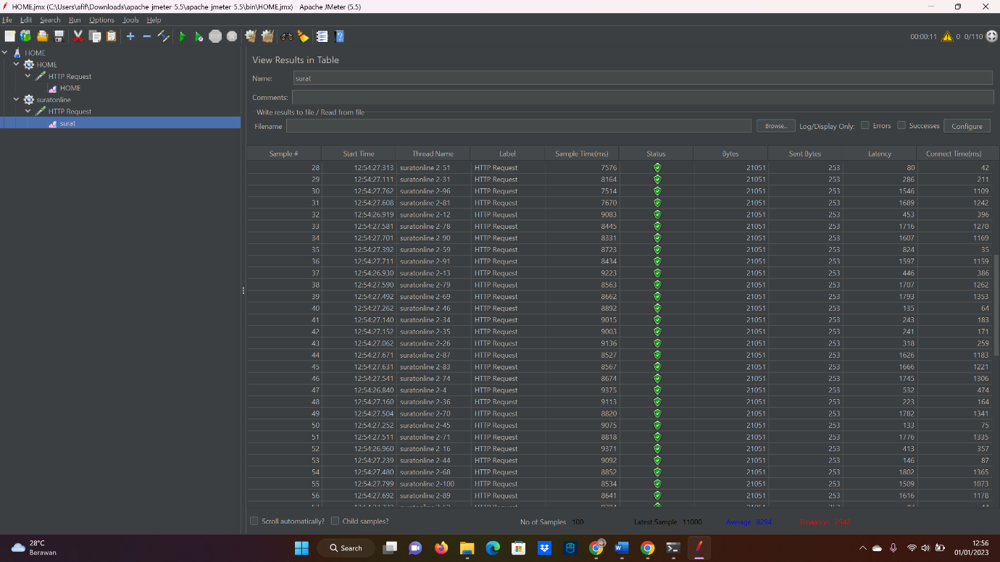 HOME.jmx (C:\Users\afif\Downloads\apache-jmeter-5.5\apache-jmeter-5.5\bin\HOME.jmx) - Apache JMeter (5.5)
File Edit Search Run Options Tools Help
00:00:11 0 0/110
HOME
HOME
HTTP Request
HOME
suratonline
HTTP Request
surat
View Results in Table
Name: surat
Comments:
Write results to file / Read from file
Filename Browse... Log/Display Only: Errors Successes Configure
Sample # Start Time Thread Name Label Sample Time(ms) Status Bytes Sent Bytes Latency Connect Time(ms)
28 12:54:27.313 suratonline 2-51 HTTP Request 7576 21051 253 80 42
29 12:54:27.111 suratonline 2-31 HTTP Request 8164 21051 253 286 211
30 12:54:27.762 suratonline 2-96 HTTP Request 7514 21051 253 1546 1109
31 12:54:27.608 suratonline 2-81 HTTP Request 7670 21051 253 1689 1242
32 12:54:26.919 suratonline 2-12 HTTP Request 9083 21051 253 453 396
33 12:54:27.581 suratonline 2-78 HTTP Request 8445 21051 253 1716 1270
34 12:54:27.701 suratonline 2-90 HTTP Request 8331 21051 253 1607 1169
35 12:54:27.392 suratonline 2-59 HTTP Request 8723 21051 253 824 35
36 12:54:27.711 suratonline 2-91 HTTP Request 8434 21051 253 1597 1159
37 12:54:26.930 suratonline 2-13 HTTP Request 9223 21051 253 446 386
38 12:54:27.590 suratonline 2-79 HTTP Request 8563 21051 253 1707 1262
39 12:54:27.492 suratonline 2-69 HTTP Request 8662 21051 253 1793 1353
40 12:54:27.262 suratonline 2-46 HTTP Request 8892 21051 253 135 64
41 12:54:27.140 suratonline 2-34 HTTP Request 9015 21051 253 243 183
42 12:54:27.152 suratonline 2-35 HTTP Request 9003 21051 253 241 171
43 12:54:27.062 suratonline 2-26 HTTP Request 9136 21051 253 318 259
44 12:54:27.671 suratonline 2-87 HTTP Request 8527 21051 253 1626 1183
45 12:54:27.631 suratonline 2-83 HTTP Request 8567 21051 253 1666 1221
46 12:54:27.541 suratonline 2-74 HTTP Request 8674 21051 253 1745 1306
47 12:54:26.840 suratonline 2-4 HTTP Request 9375 21051 253 532 474
48 12:54:27.160 suratonline 2-36 HTTP Request 9113 21051 253 223 164
49 12:54:27.504 suratonline 2-70 HTTP Request 8820 21051 253 1782 1341
50 12:54:27.252 suratonline 2-45 HTTP Request 9075 21051 253 133 75
51 12:54:27.511 suratonline 2-71 HTTP Request 8818 21051 253 1776 1335
52 12:54:26.960 suratonline 2-16 HTTP Request 9371 21051 253 413 357
53 12:54:27.239 suratonline 2-44 HTTP Request 9092 21051 253 146 87
54 12:54:27.480 suratonline 2-68 HTTP Request 8852 21051 253 1802 1365
55 12:54:27.799 suratonline 2-100 HTTP Request 8534 21051 253 1509 1073
56 12:54:27.692 suratonline 2-89 HTTP Request 8641 21051 253 1616 1178
Scroll automatically? Child samples? No of Samples 100 Latest Sample 11000 Average 8294 Deviation 2542
28°C
Berawan
Search
12:56
01/01/2023